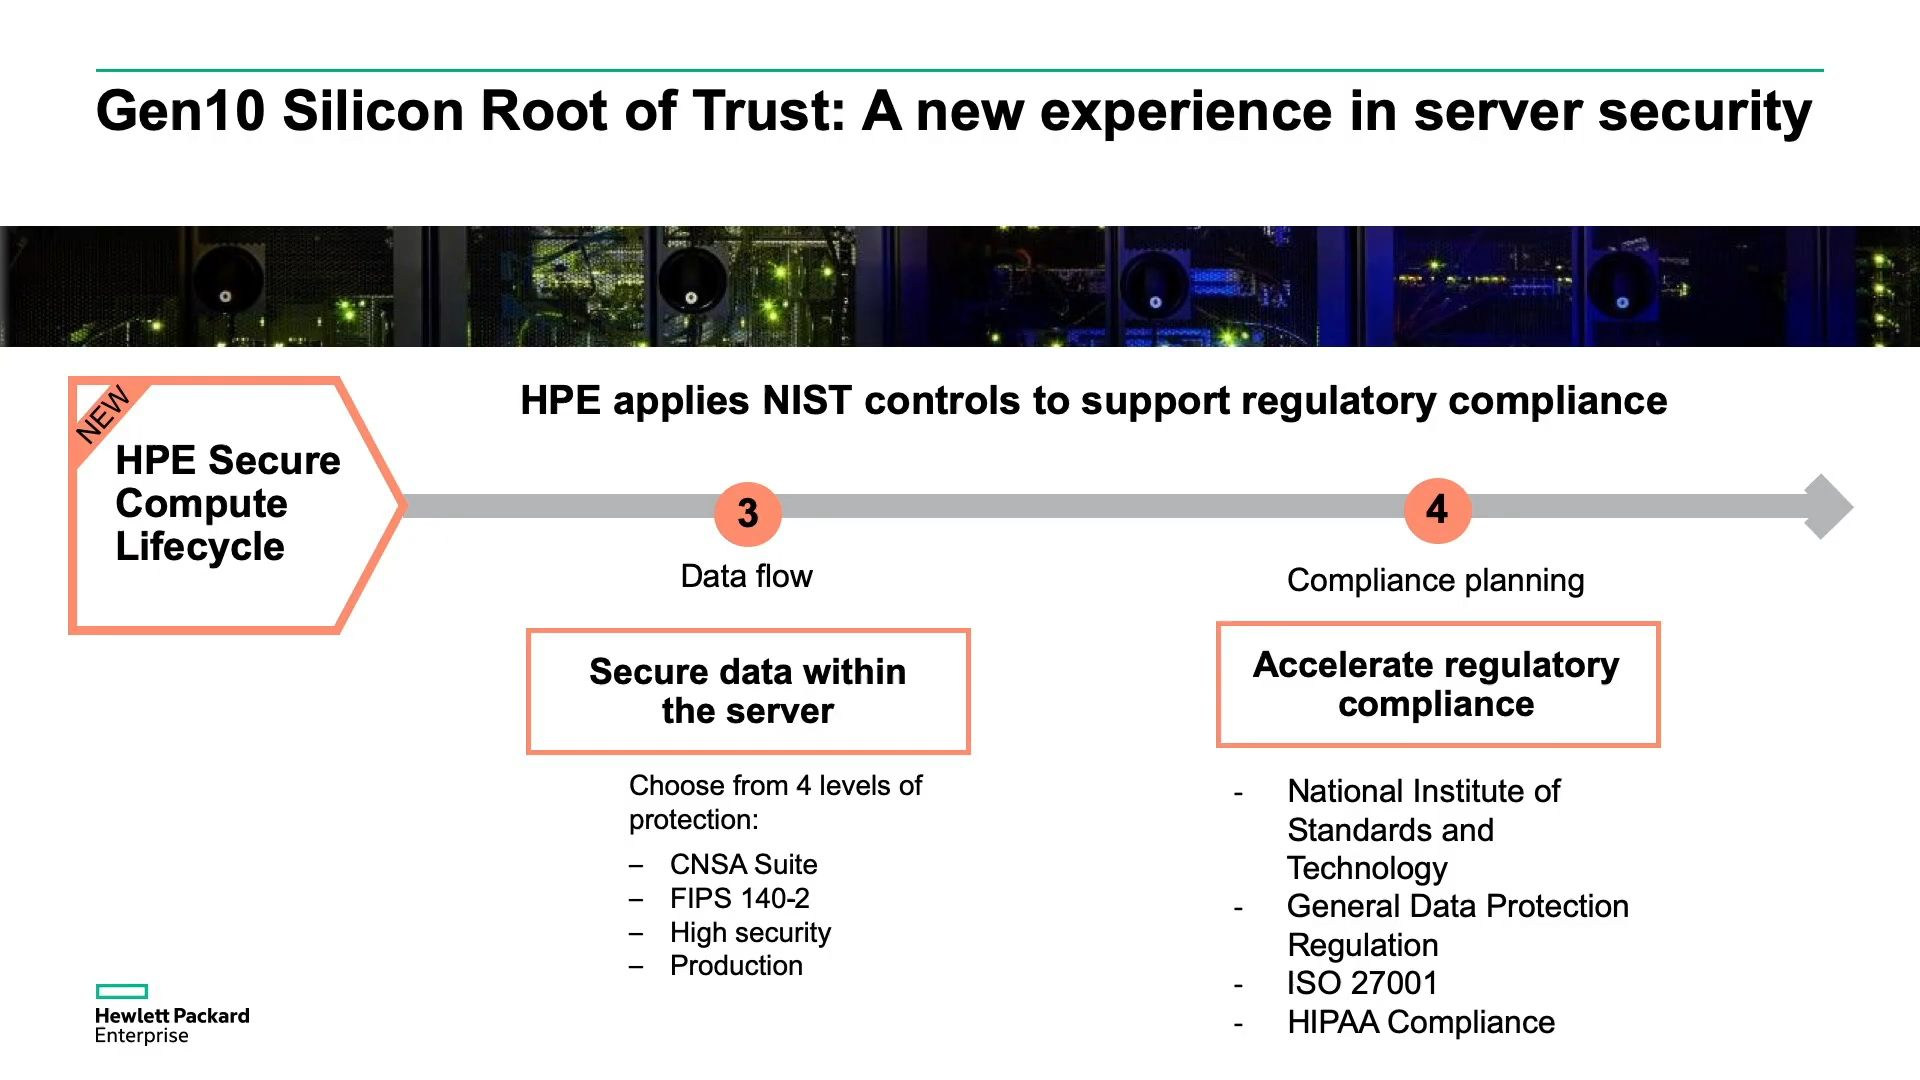 Gen10 Silicon Root of Trust: A new experience in server security
NEW
HPE Secure
Compute
Lifecycle
HPE applies NIST controls to support regulatory compliance
3
Data flow
Secure data within
the server
Choose from 4 levels of
protection:
– CNSA Suite
– FIPS 140-2
– High security
– Production
4
Compliance planning
Accelerate regulatory
compliance
- National Institute of
Standards and
Technology
- General Data Protection
Regulation
- ISO 27001
- HIPAA Compliance
Hewlett Packard
Enterprise